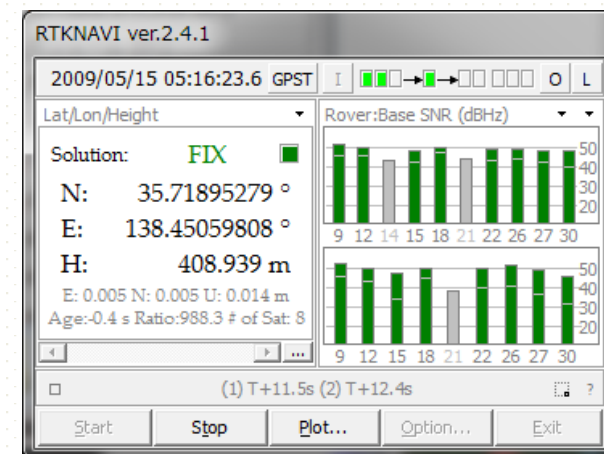 RTKNAVI ver.2.4.1
2009/05/15 05:16:23.6 GPST I O L
Lat/Lon/Height
Solution: FIX
N: 35.71895279 °
E: 138.45059808 °
H: 408.939 m
E: 0.005 N: 0.005 U: 0.014 m
Age:-0.4 s Ratio:988.3 # of Sat: 8
...
Rover:Base SNR (dBHz)
50
40
30
20
9 12 14 15 18 21 22 26 27 30
50
40
30
20
9 12 15 18 21 22 26 27 30
(1) T+11.5s (2) T+12.4s ?
Start Stop Plot... Option... Exit